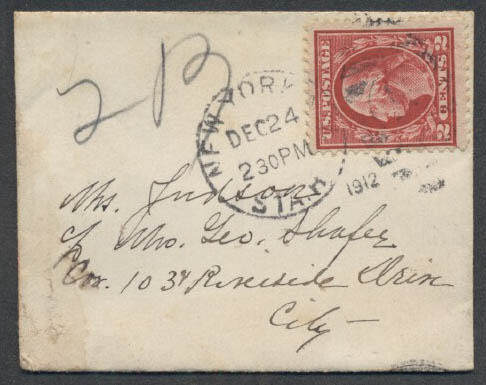 2 B
U.S. POSTAGE
2 CENTS 2
NEW YORK
DEC 24
2 30 PM
STA.
1912
Mrs. Judson
c/o Mrs. Geo. Shafer
Cor. 103rd Riverside Drive
City